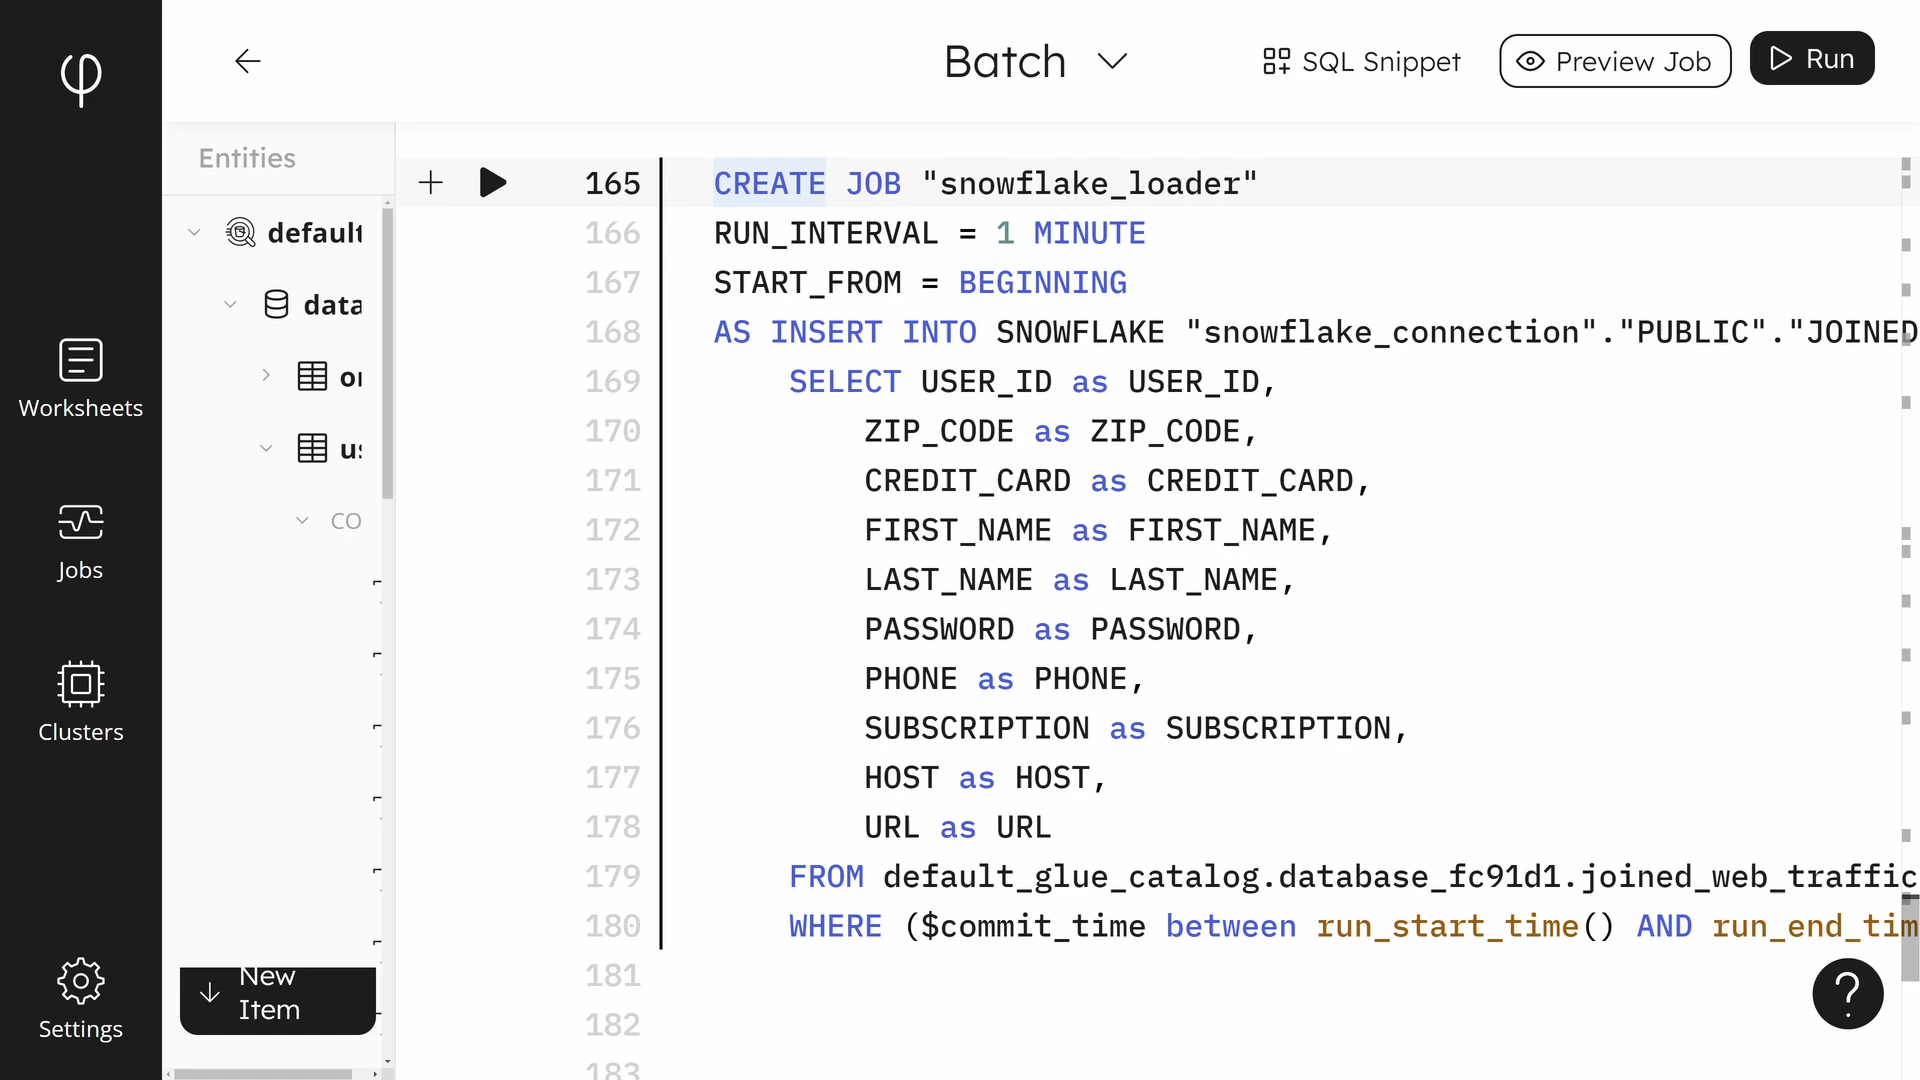 Batch
SQL Snippet
Preview Job
Run
Entities
default
data
CO
Worksheets
Jobs
Clusters
Settings
New
Item
165 CREATE JOB "snowflake_loader"
166 RUN_INTERVAL = 1 MINUTE
167 START_FROM = BEGINNING
168 AS INSERT INTO SNOWFLAKE "snowflake_connection"."PUBLIC"."JOINED
169 SELECT USER_ID as USER_ID,
170 ZIP_CODE as ZIP_CODE,
171 CREDIT_CARD as CREDIT_CARD,
172 FIRST_NAME as FIRST_NAME,
173 LAST_NAME as LAST_NAME,
174 PASSWORD as PASSWORD,
175 PHONE as PHONE,
176 SUBSCRIPTION as SUBSCRIPTION,
177 HOST as HOST,
178 URL as URL
179 FROM default_glue_catalog.database_fc91d1.joined_web_traffic
180 WHERE ($commit_time between run_start_time() AND run_end_tim
181
182
183
?